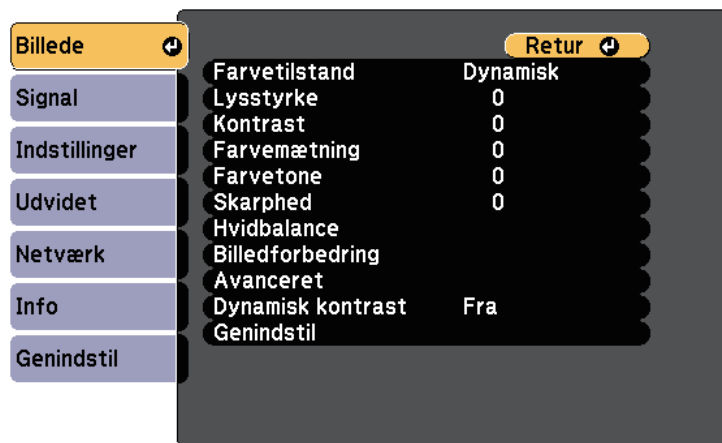 Billede
Signal
Indstillinger
Udvidet
Netværk
Info
Genindstil
Retur
Farvetilstand Dynamisk
Lysstyrke 0
Kontrast 0
Farvemætning 0
Farvetone 0
Skarphed 0
Hvidbalance
Billedforbedring
Avanceret
Dynamisk kontrast Fra
Genindstil